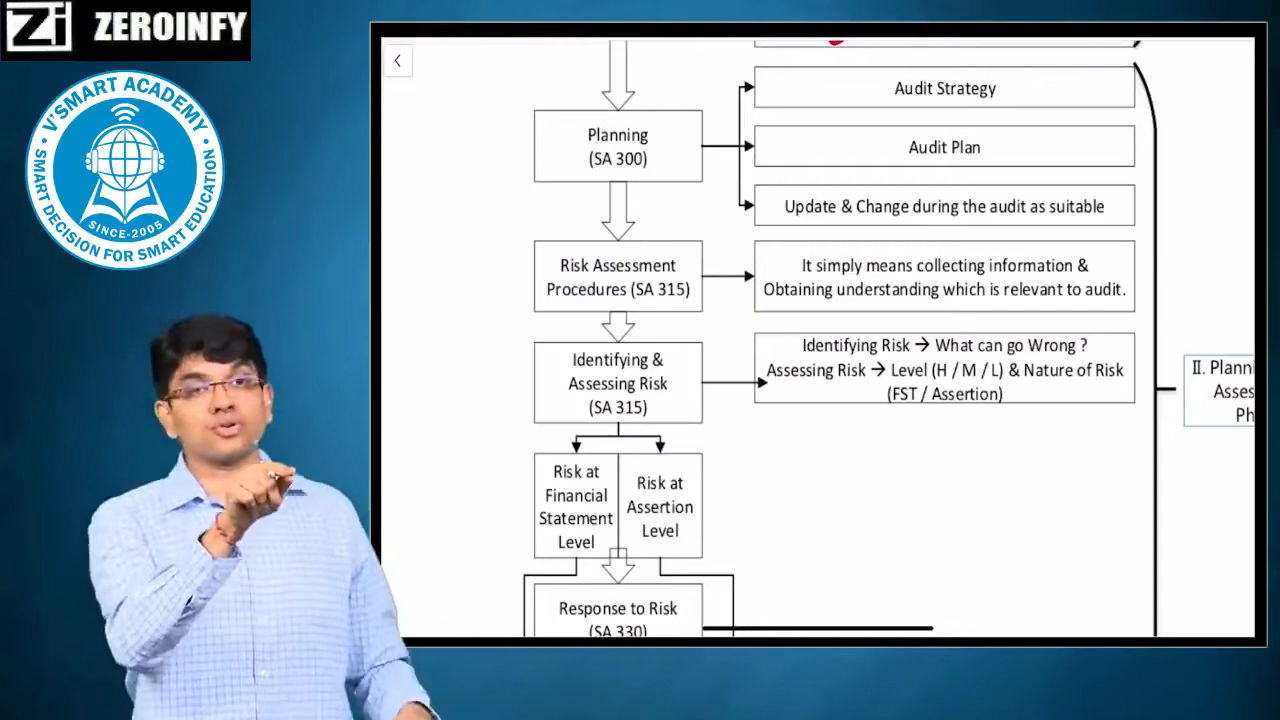 Zi ZEROINFY
V'SMART ACADEMY
SMART DECISION FOR SMART EDUCATION
SINCE-2005
Planning
(SA 300)
Audit Strategy
Audit Plan
Update & Change during the audit as suitable
Risk Assessment
Procedures (SA 315)
It simply means collecting information &
Obtaining understanding which is relevant to audit.
Identifying &
Assessing Risk
(SA 315)
Identifying Risk → What can go Wrong ?
Assessing Risk → Level (H / M / L) & Nature of Risk
(FST / Assertion)
II. Planni
Asses
Ph
Risk at
Financial
Statement
Level
Risk at
Assertion
Level
Response to Risk
(SA 330)